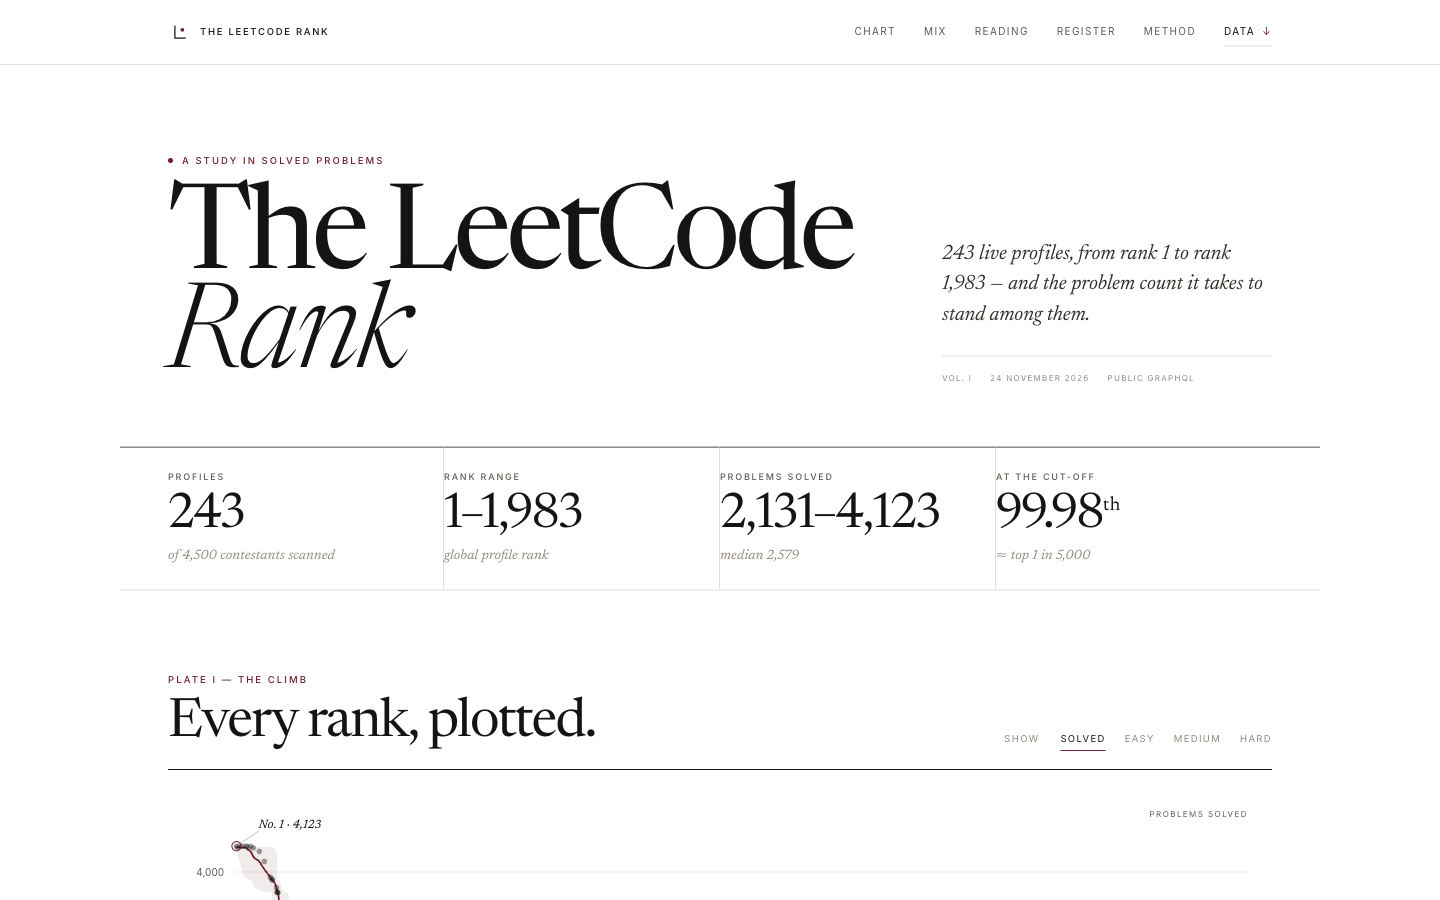 THE LEETCODE RANK
CHART MIX READING REGISTER METHOD DATA ↓
A STUDY IN SOLVED PROBLEMS
The LeetCode
Rank
243 live profiles, from rank 1 to rank
1,983 — and the problem count it takes to
stand among them.
VOL. I 24 NOVEMBER 2026 PUBLIC GRAPHQL
PROFILES
243
of 4,500 contestants scanned
RANK RANGE
1–1,983
global profile rank
PROBLEMS SOLVED
2,131–4,123
median 2,579
AT THE CUT-OFF
99.98th
≈ top 1 in 5,000
PLATE I — THE CLIMB
Every rank, plotted.
SHOW SOLVED EASY MEDIUM HARD
PROBLEMS SOLVED
No. 1 · 4,123
4,000